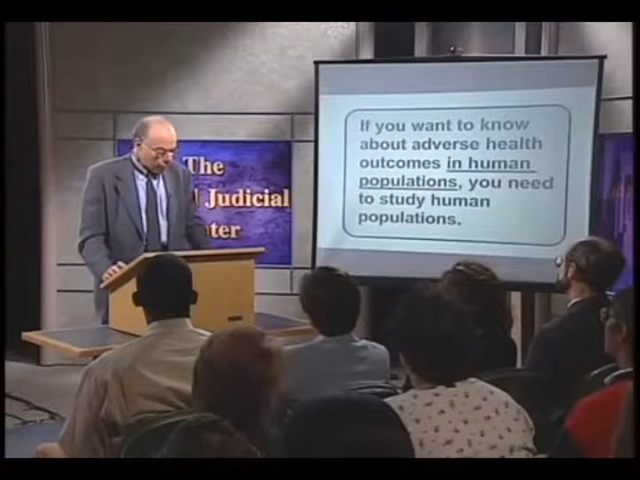 The
Judicial
If you want to know
about adverse health
outcomes in human
populations, you need
to study human
populations.